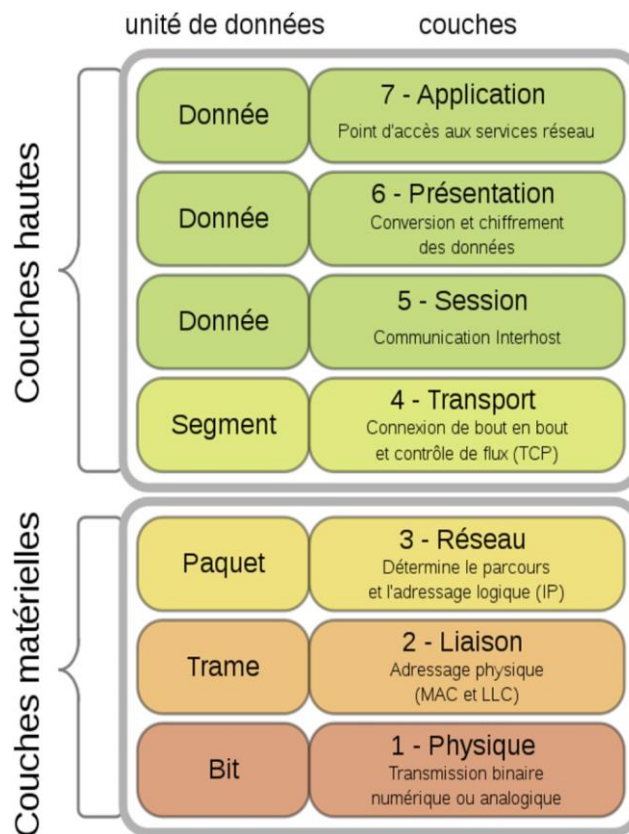 unité de données
couches
Couches hautes
Donnée
7 - Application
Point d'accès aux services réseau
Donnée
6 - Présentation
Conversion et chiffrement
des données
Donnée
5 - Session
Communication Interhost
Segment
4 - Transport
Connexion de bout en bout
et contrôle de flux (TCP)
Couches matérielles
Paquet
3 - Réseau
Détermine le parcours
et l'adressage logique (IP)
Trame
2 - Liaison
Adressage physique
(MAC et LLC)
Bit
1 - Physique
Transmission binaire
numérique ou analogique